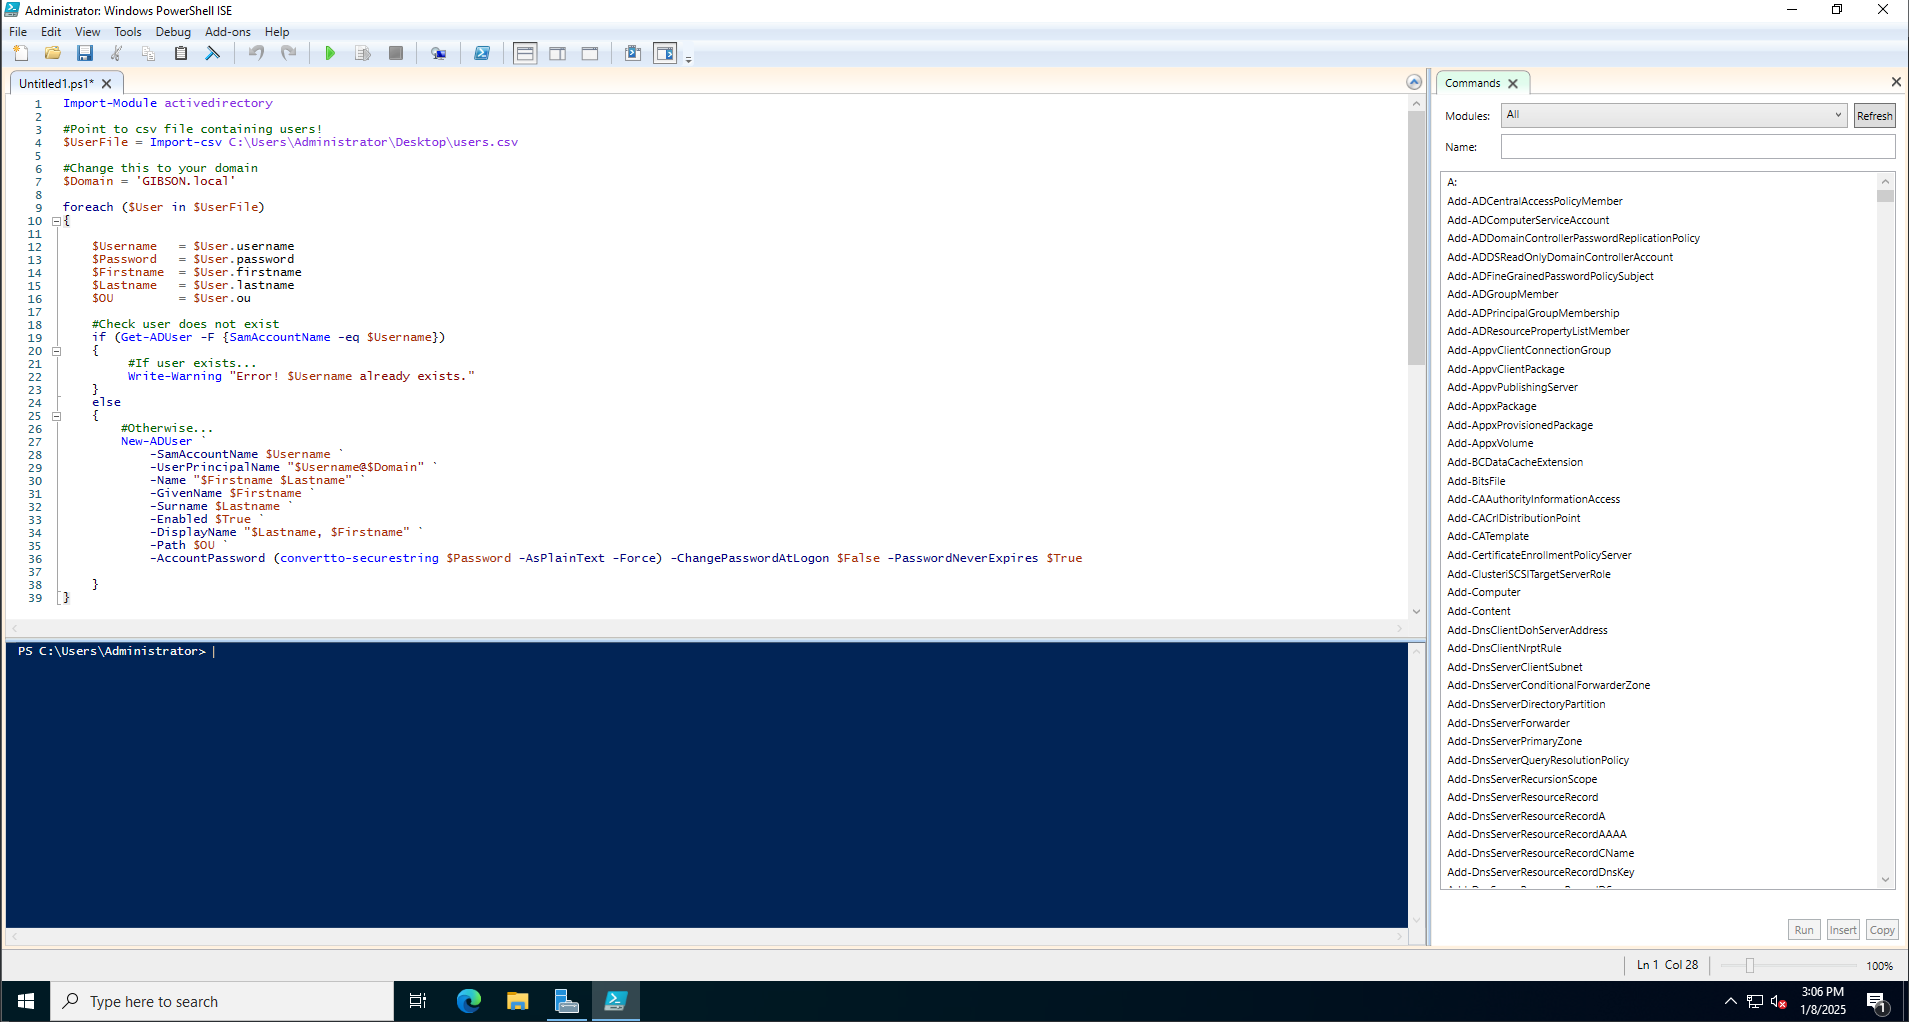 Administrator: Windows PowerShell ISE
File Edit View Tools Debug Add-ons Help
Untitled1.ps1*
1 Import-Module activedirectory
2
3 #Point to csv file containing users!
4 $UserFile = Import-csv C:\Users\Administrator\Desktop\users.csv
5
6 #Change this to your domain
7 $Domain = 'GIBSON.local'
8
9 foreach ($User in $UserFile)
10 {
11
12 $Username = $User.username
13 $Password = $User.password
14 $Firstname = $User.firstname
15 $Lastname = $User.lastname
16 $OU = $User.ou
17
18 #Check user does not exist
19 if (Get-ADUser -F {SamAccountName -eq $Username})
20 {
21 #If user exists...
22 Write-Warning "Error! $Username already exists."
23 }
24 else
25 {
26 #Otherwise...
27 New-ADUser `
28 -SamAccountName $Username `
29 -UserPrincipalName "$Username@$Domain" `
30 -Name "$Firstname $Lastname" `
31 -GivenName $Firstname `
32 -Surname $Lastname `
33 -Enabled $True `
34 -DisplayName "$Lastname, $Firstname" `
35 -Path $OU `
36 -AccountPassword (convertto-securestring $Password -AsPlainText -Force) -ChangePasswordAtLogon $False -PasswordNeverExpires $True
37
38 }
39 }
PS C:\Users\Administrator>
Commands
Modules: All Refresh
Name:
A:
Add-ADCentralAccessPolicyMember
Add-ADComputerServiceAccount
Add-ADDomainControllerPasswordReplicationPolicy
Add-ADDSReadOnlyDomainControllerAccount
Add-ADFineGrainedPasswordPolicySubject
Add-ADGroupMember
Add-ADPrincipalGroupMembership
Add-ADResourcePropertyListMember
Add-AppvClientConnectionGroup
Add-AppvClientPackage
Add-AppvPublishingServer
Add-AppxPackage
Add-AppxProvisionedPackage
Add-AppxVolume
Add-BCDataCacheExtension
Add-BitsFile
Add-CAAuthorityInformationAccess
Add-CACrlDistributionPoint
Add-CATemplate
Add-CertificateEnrollmentPolicyServer
Add-ClusteriSCSITargetServerRole
Add-Computer
Add-Content
Add-DnsClientDohServerAddress
Add-DnsClientNrptRule
Add-DnsServerClientSubnet
Add-DnsServerConditionalForwarderZone
Add-DnsServerDirectoryPartition
Add-DnsServerForwarder
Add-DnsServerPrimaryZone
Add-DnsServerQueryResolutionPolicy
Add-DnsServerRecursionScope
Add-DnsServerResourceRecord
Add-DnsServerResourceRecordA
Add-DnsServerResourceRecordAAAA
Add-DnsServerResourceRecordCName
Add-DnsServerResourceRecordDnsKey
Run Insert Copy
Ln 1 Col 28 100%
Type here to search
3:06 PM
1/8/2025
1